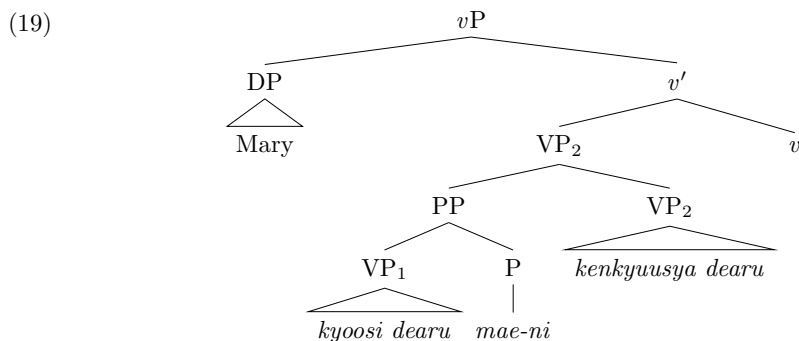 (19) vP
DP v′
Mary VP₂ v
PP VP₂
VP₁ P kenkyuusya dearu
kyoosi dearu mae-ni